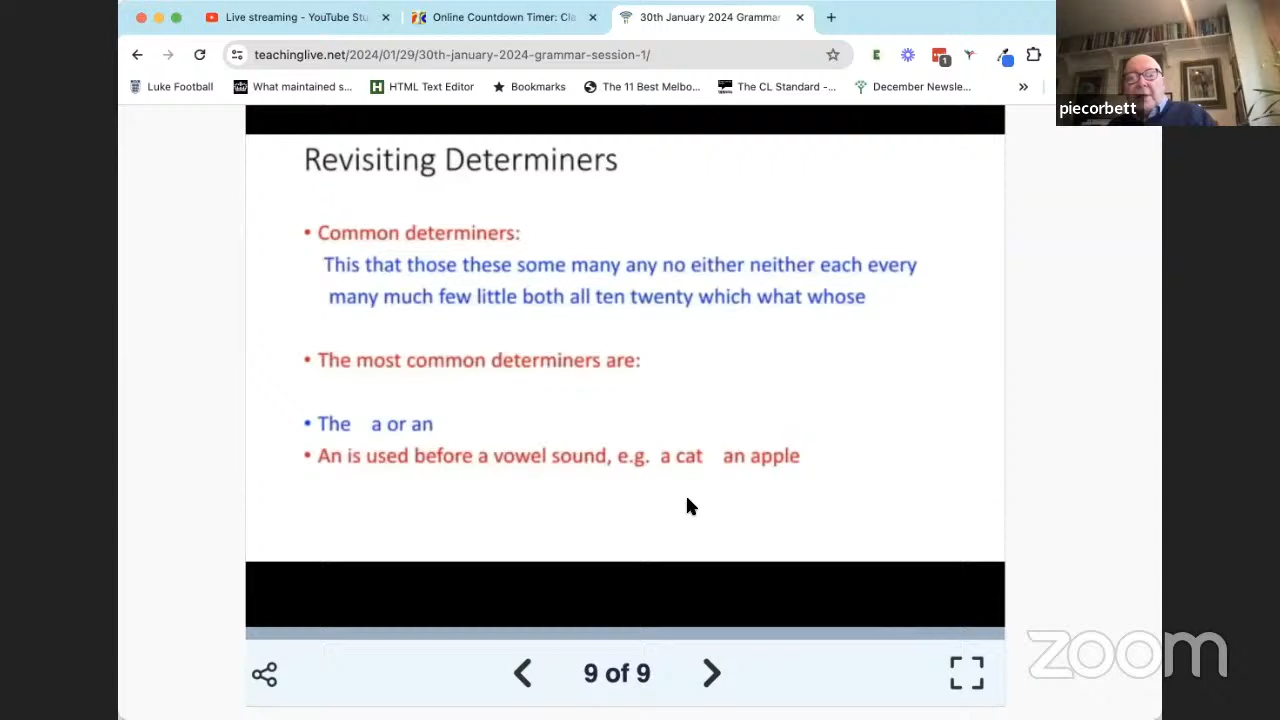 Live streaming - YouTube Stu
Online Countdown Timer: Cla
30th January 2024 Grammar
teachinglive.net/2024/01/29/30th-january-2024-grammar-session-1/
Luke Football
What maintained s...
HTML Text Editor
Bookmarks
The 11 Best Melbo...
The CL Standard -...
December Newsle...
»
piecorbett
Revisiting Determiners
• Common determiners:
This that those these some many any no either neither each every
many much few little both all ten twenty which what whose
• The most common determiners are:
• The a or an
• An is used before a vowel sound, e.g. a cat an apple
9 of 9
zoom